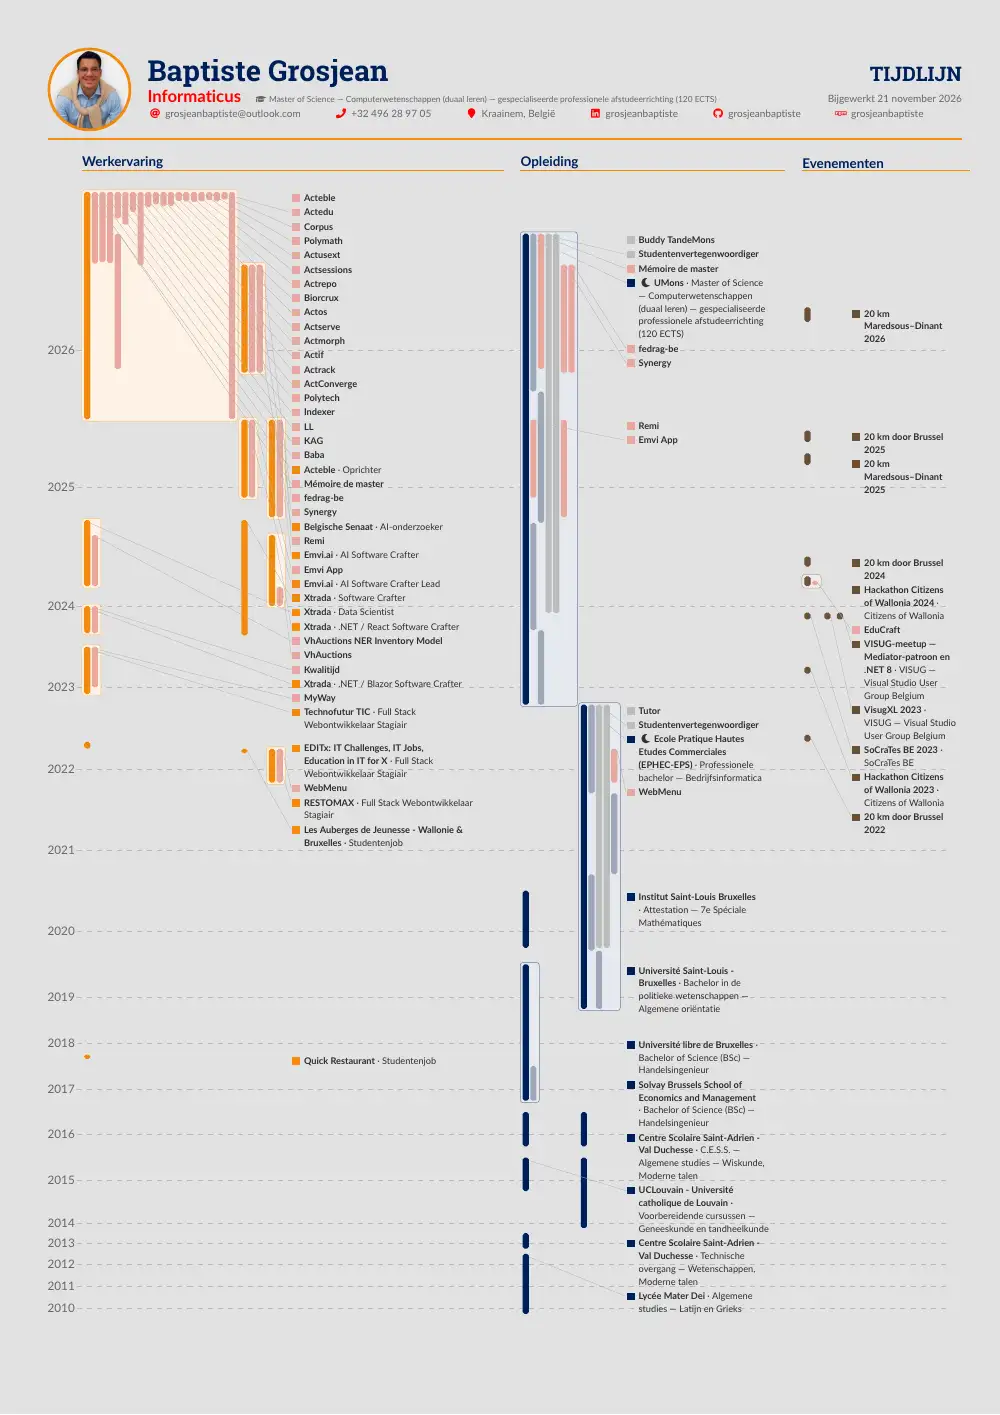 Baptiste Grosjean
TIJDLIJN
Informaticus
Master of Science — Computerwetenschappen (duaal leren) — gespecialiseerde professionele afstudeerrichting (120 ECTS)
Bijgewerkt 21 november 2026
grosjeanbaptiste@outlook.com
+32 496 28 97 05
Kraainem, België
grosjeanbaptiste
grosjeanbaptiste
grosjeanbaptiste
Werkervaring
Acteble
Actedu
Corpus
Polymath
Actusext
Actsessions
Actrepo
Biorcrux
Actos
Actserve
Actmorph
Actif
Actrack
ActConverge
Polytech
Indexer
LL
KAG
Baba
Acteble · Oprichter
Mémoire de master
fedrag-be
Synergy
Belgische Senaat · AI-onderzoeker
Remi
Emvi.ai · AI Software Crafter
Emvi App
Emvi.ai · AI Software Crafter Lead
Xtrada · Software Crafter
Xtrada · Data Scientist
Xtrada · .NET / React Software Crafter
VhAuctions NER Inventory Model
VhAuctions
Kwalitijd
Xtrada · .NET / Blazor Software Crafter
MyWay
Technofutur TIC · Full Stack
Webontwikkelaar Stagiair
EDITx: IT Challenges, IT Jobs,
Education in IT for X · Full Stack
Webontwikkelaar Stagiair
WebMenu
RESTOMAX · Full Stack Webontwikkelaar
Stagiair
Les Auberges de Jeunesse - Wallonie &
Bruxelles · Studentenjob
Quick Restaurant · Studentenjob
Opleiding
Buddy TandeMons
Studentenvertegenwoordiger
Mémoire de master
UMons · Master of Science
— Computerwetenschappen
(duaal leren) — gespecialiseerde
professionele afstudeerrichting
(120 ECTS)
fedrag-be
Synergy
Remi
Emvi App
Tutor
Studentenvertegenwoordiger
Ecole Pratique Hautes
Etudes Commerciales
(EPHEC-EPS) · Professionele
bachelor — Bedrijfsinformatica
WebMenu
Institut Saint-Louis Bruxelles
· Attestation — 7e Spéciale
Mathématiques
Université Saint-Louis -
Bruxelles · Bachelor in de
politieke wetenschappen —
Algemene oriëntatie
Université libre de Bruxelles ·
Bachelor of Science (BSc) —
Handelsingenieur
Solvay Brussels School of
Economics and Management
· Bachelor of Science (BSc) —
Handelsingenieur
Centre Scolaire Saint-Adrien -
Val Duchesse · C.E.S.S. —
Algemene studies — Wiskunde,
Moderne talen
UCLouvain - Université
catholique de Louvain ·
Voorbereidende cursussen —
Geneeskunde en tandheelkunde
Centre Scolaire Saint-Adrien -
Val Duchesse · Technische
overgang — Wetenschappen,
Moderne talen
Lycée Mater Dei · Algemene
studies — Latijn en Grieks
Evenementen
20 km
Maredsous–Dinant
2026
20 km door Brussel
2025
20 km
Maredsous–Dinant
2025
20 km door Brussel
2024
Hackathon Citizens
of Wallonia 2024 ·
Citizens of Wallonia
EduCraft
VISUG-meetup —
Mediator-patroon en
.NET 8 · VISUG —
Visual Studio User
Group Belgium
VisugXL 2023 ·
VISUG — Visual Studio
User Group Belgium
SoCraTes BE 2023 ·
SoCraTes BE
Hackathon Citizens
of Wallonia 2023 ·
Citizens of Wallonia
20 km door Brussel
2022
2026
2025
2024
2023
2022
2021
2020
2019
2018
2017
2016
2015
2014
2013
2012
2011
2010